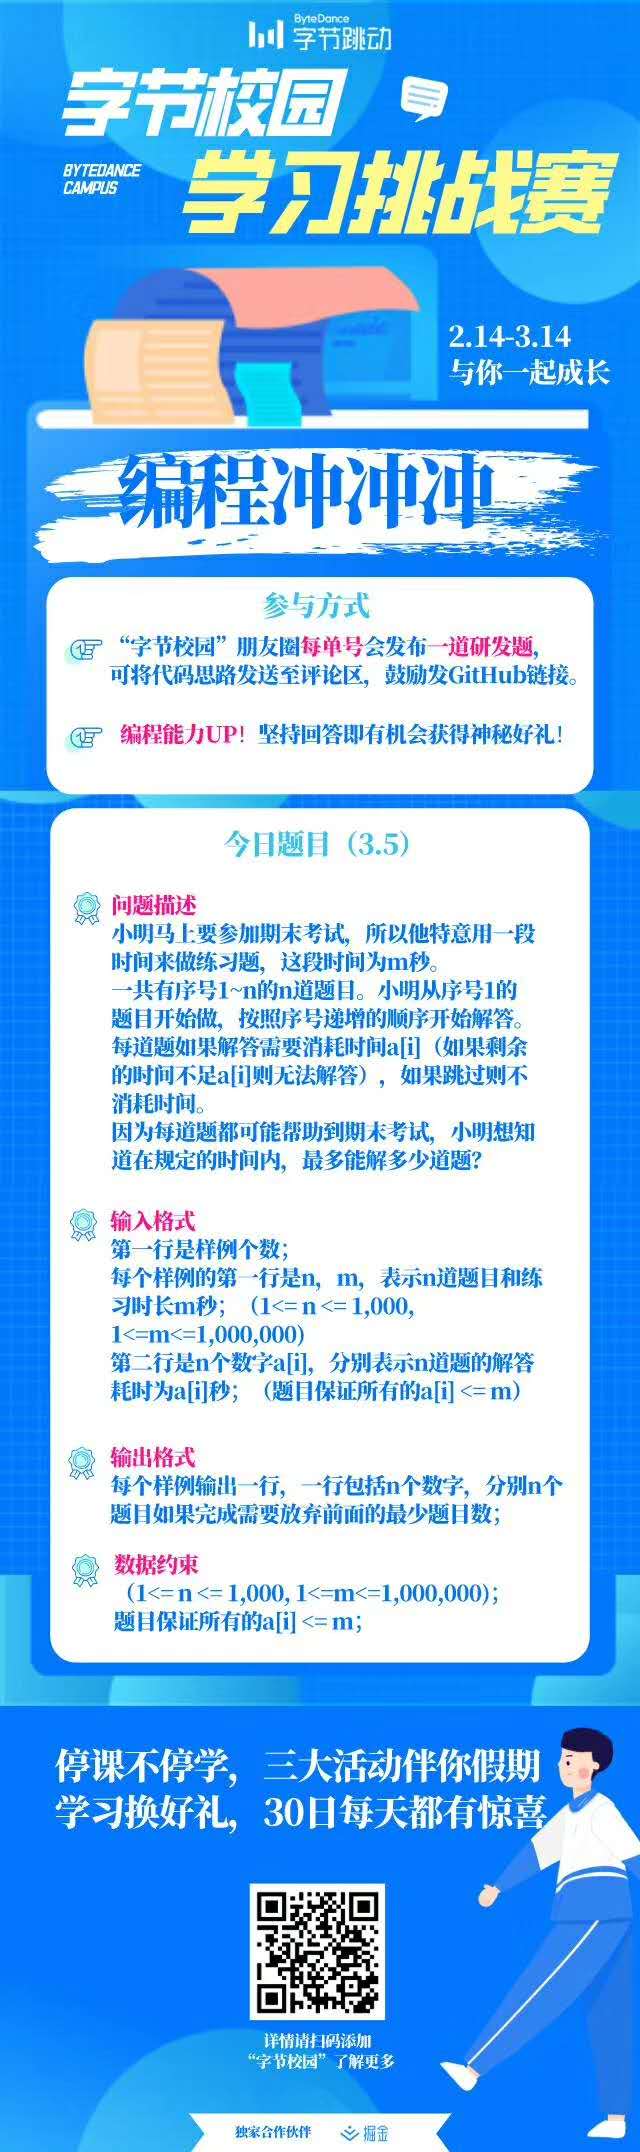 ByteDance
字节跳动
字节校园
BYTEDANCE
CAMPUS
学习挑战赛
2.14-3.14
与你一起成长
编程冲冲冲
参与方式
“字节校园”朋友圈每单号会发布一道研发题，
可将代码思路发送至评论区，鼓励发GitHub链接。
编程能力UP！坚持回答即有机会获得神秘好礼！
今日题目（3.5）
问题描述
小明马上要参加期末考试，所以他特意用一段
时间来做练习题，这段时间为m秒。
一共有序号1~n的n道题目。小明从序号1的
题目开始做，按照序号递增的顺序开始解答。
每道题如果解答需要消耗时间a[i]（如果剩余
的时间不足a[i]则无法解答），如果跳过则不
消耗时间。
因为每道题都可能帮助到期末考试，小明想知
道在规定的时间内，最多能解多少道题？
输入格式
第一行是样例个数；
每个样例的第一行是n，m，表示n道题目和练
习时长m秒；（1<= n <= 1,000,
1<=m<=1,000,000)
第二行是n个数字a[i]，分别表示n道题的解答
耗时为a[i]秒；（题目保证所有的a[i] <= m）
输出格式
每个样例输出一行，一行包括n个数字，分别n个
题目如果完成需要放弃前面的最少题目数；
数据约束
（1<= n <= 1,000, 1<=m<=1,000,000)；
题目保证所有的a[i] <= m；
停课不停学，三大活动伴你假期
学习换好礼，30日每天都有惊喜
详情请扫码添加
“字节校园”了解更多
独家合作伙伴 掘金